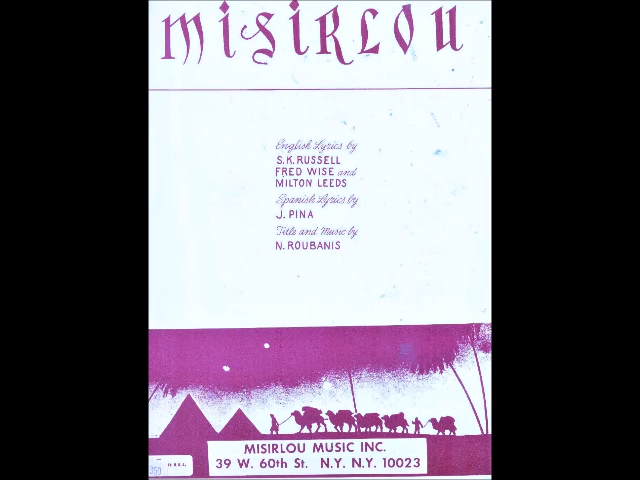 MISIRLOU
English Lyrics by
S.K. RUSSELL
FRED WISE and
MILTON LEEDS
Spanish Lyrics by
J. PINA
Title and Music by
N. ROUBANIS
MISIRLOU MUSIC INC.
39 W. 60th St. N.Y. N.Y. 10023